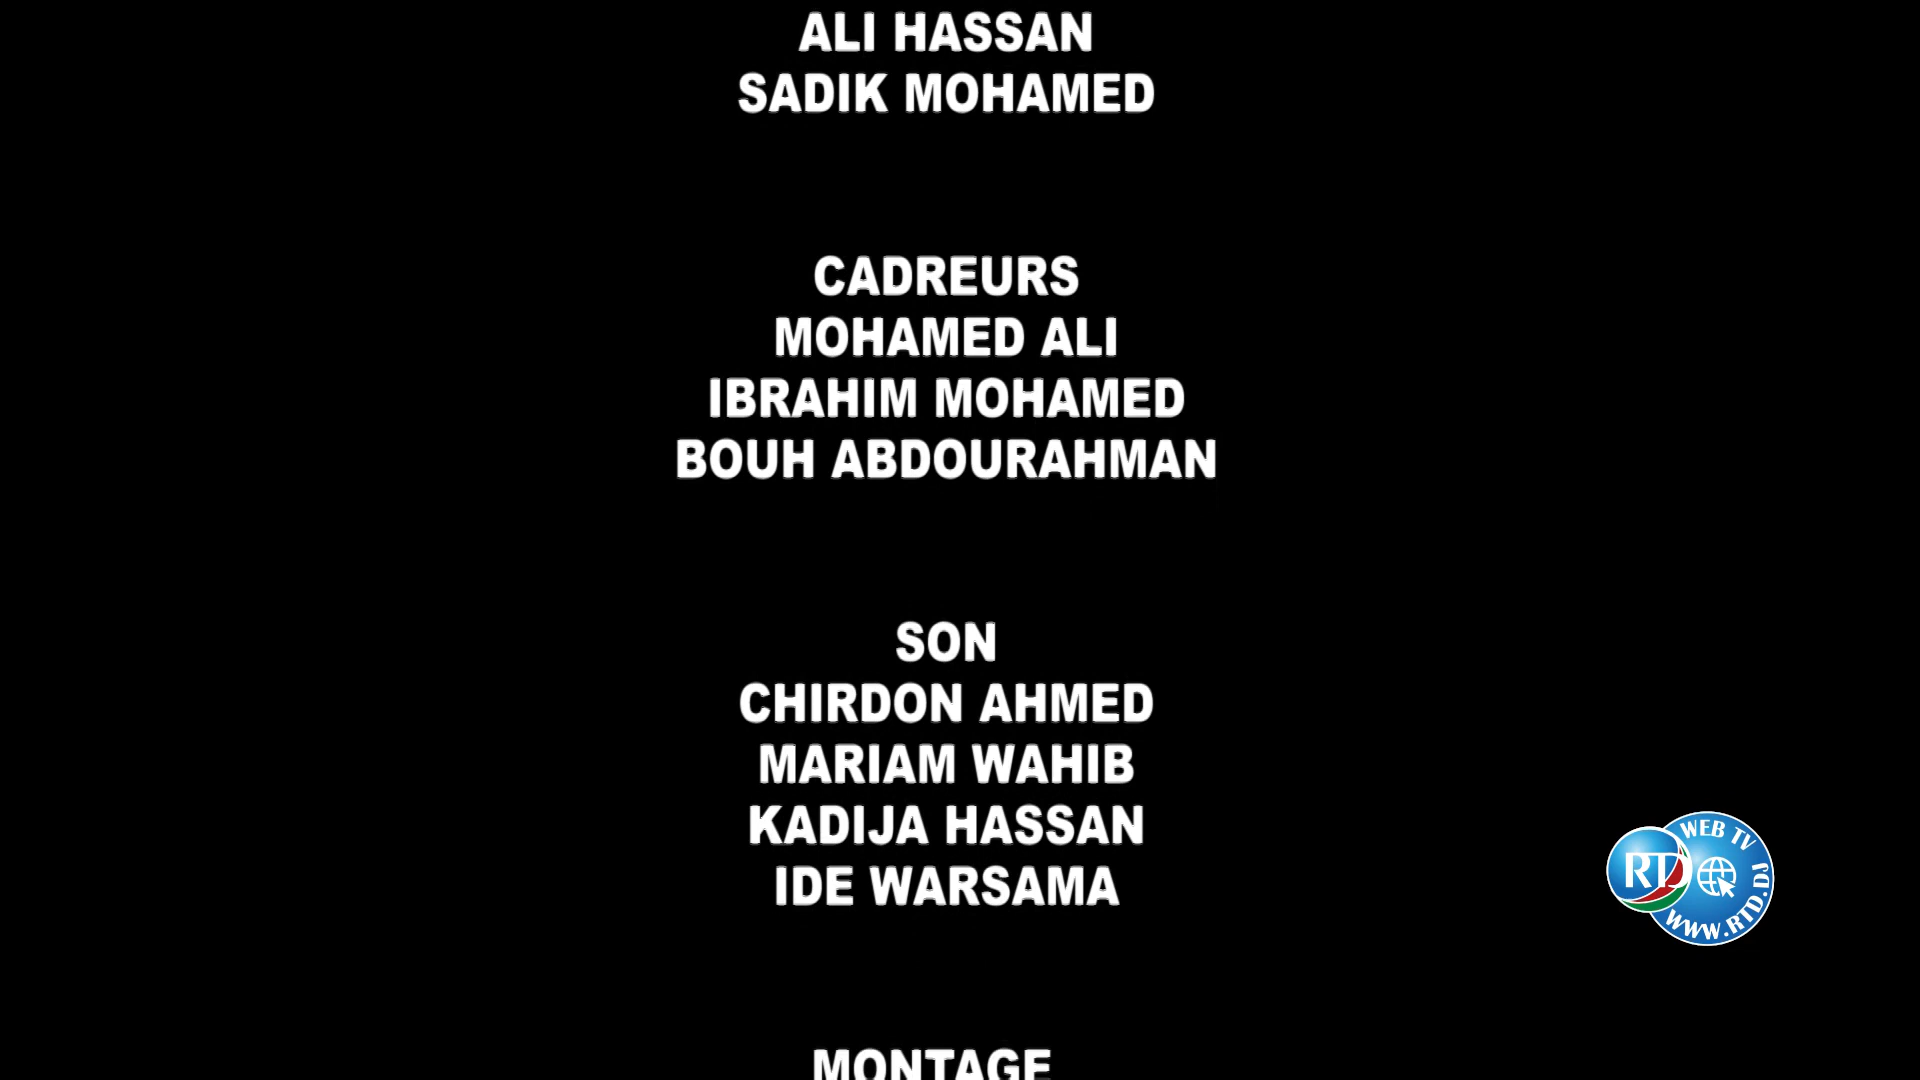 ALI HASSAN
SADIK MOHAMED
CADREURS
MOHAMED ALI
IBRAHIM MOHAMED
BOUH ABDOURAHMAN
SON
CHIRDON AHMED
MARIAM WAHIB
KADIJA HASSAN
IDE WARSAMA
WEB TV
RTD
WWW.RTD.DJ
MONTAGE